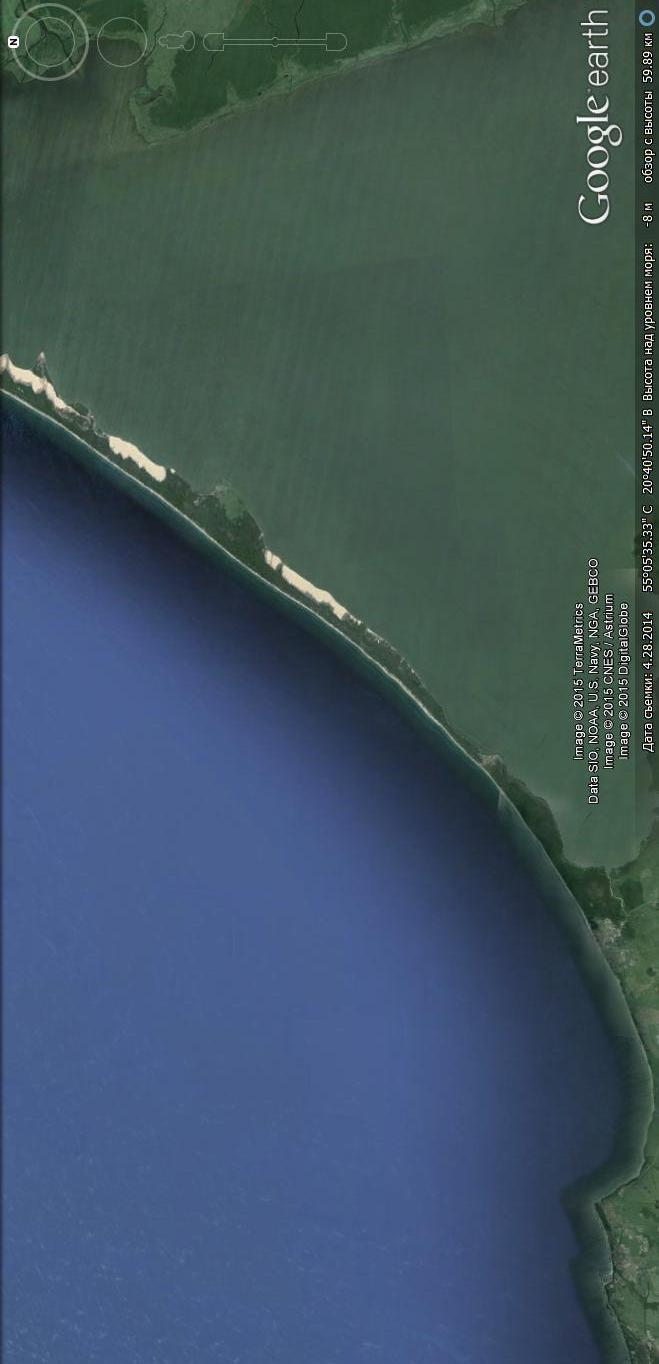 N
Google earth
Image © 2015 TerraMetrics
Data SIO, NOAA, U.S. Navy, NGA, GEBCO
Image © 2015 CNES / Astrium
Image © 2015 DigitalGlobe
Дата съемки: 4.28.2014 55°05'35.33" С 20°40'50.14" В Высота над уровнем моря: -8 м обзор с высоты 59.89 км